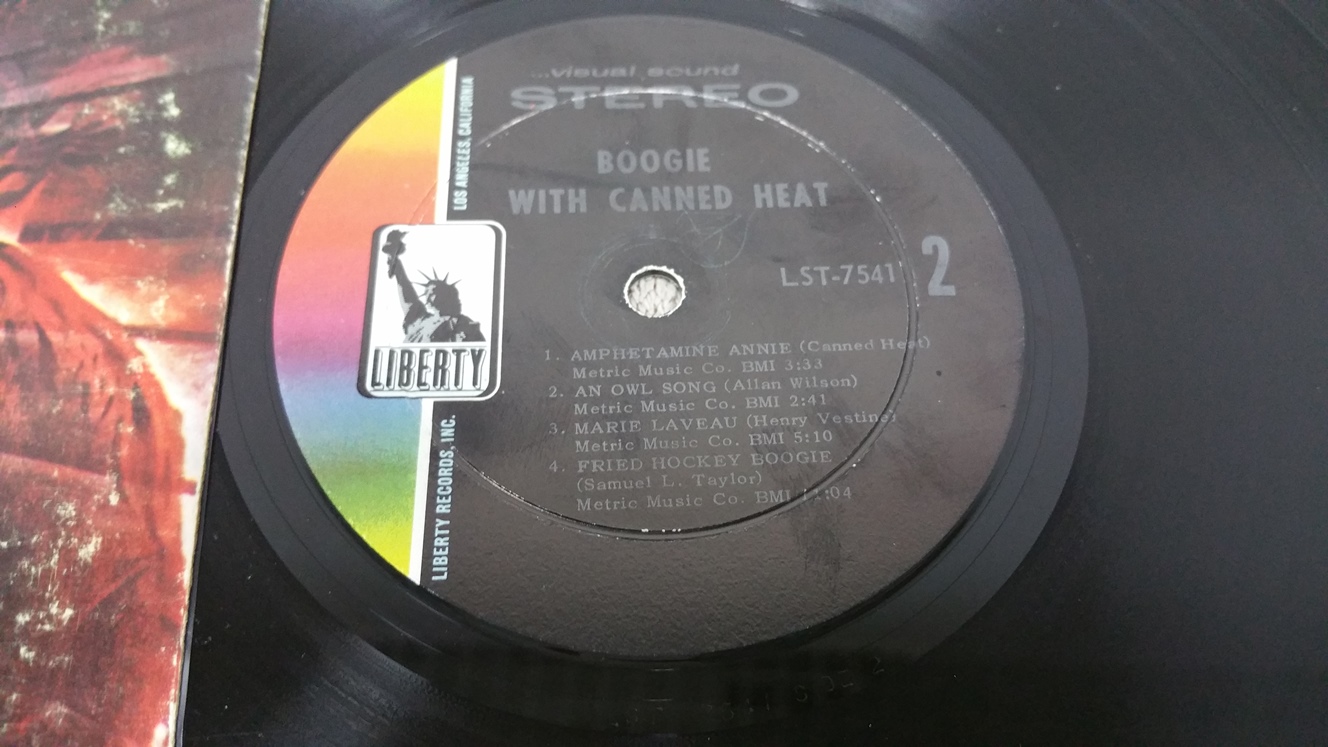 ...visual sound
STEREO
BOOGIE
WITH CANNED HEAT
LST-7541
2
LOS ANGELES, CALIFORNIA
LIBERTY
LIBERTY RECORDS, INC.
1. AMPHETAMINE ANNIE (Canned Heat)
Metric Music Co. BMI 3:33
2. AN OWL SONG (Allan Wilson)
Metric Music Co. BMI 2:41
3. MARIE LAVEAU (Henry Vestine)
Metric Music Co. BMI 5:10
4. FRIED HOCKEY BOOGIE
(Samuel L. Taylor)
Metric Music Co. BMI 11:04